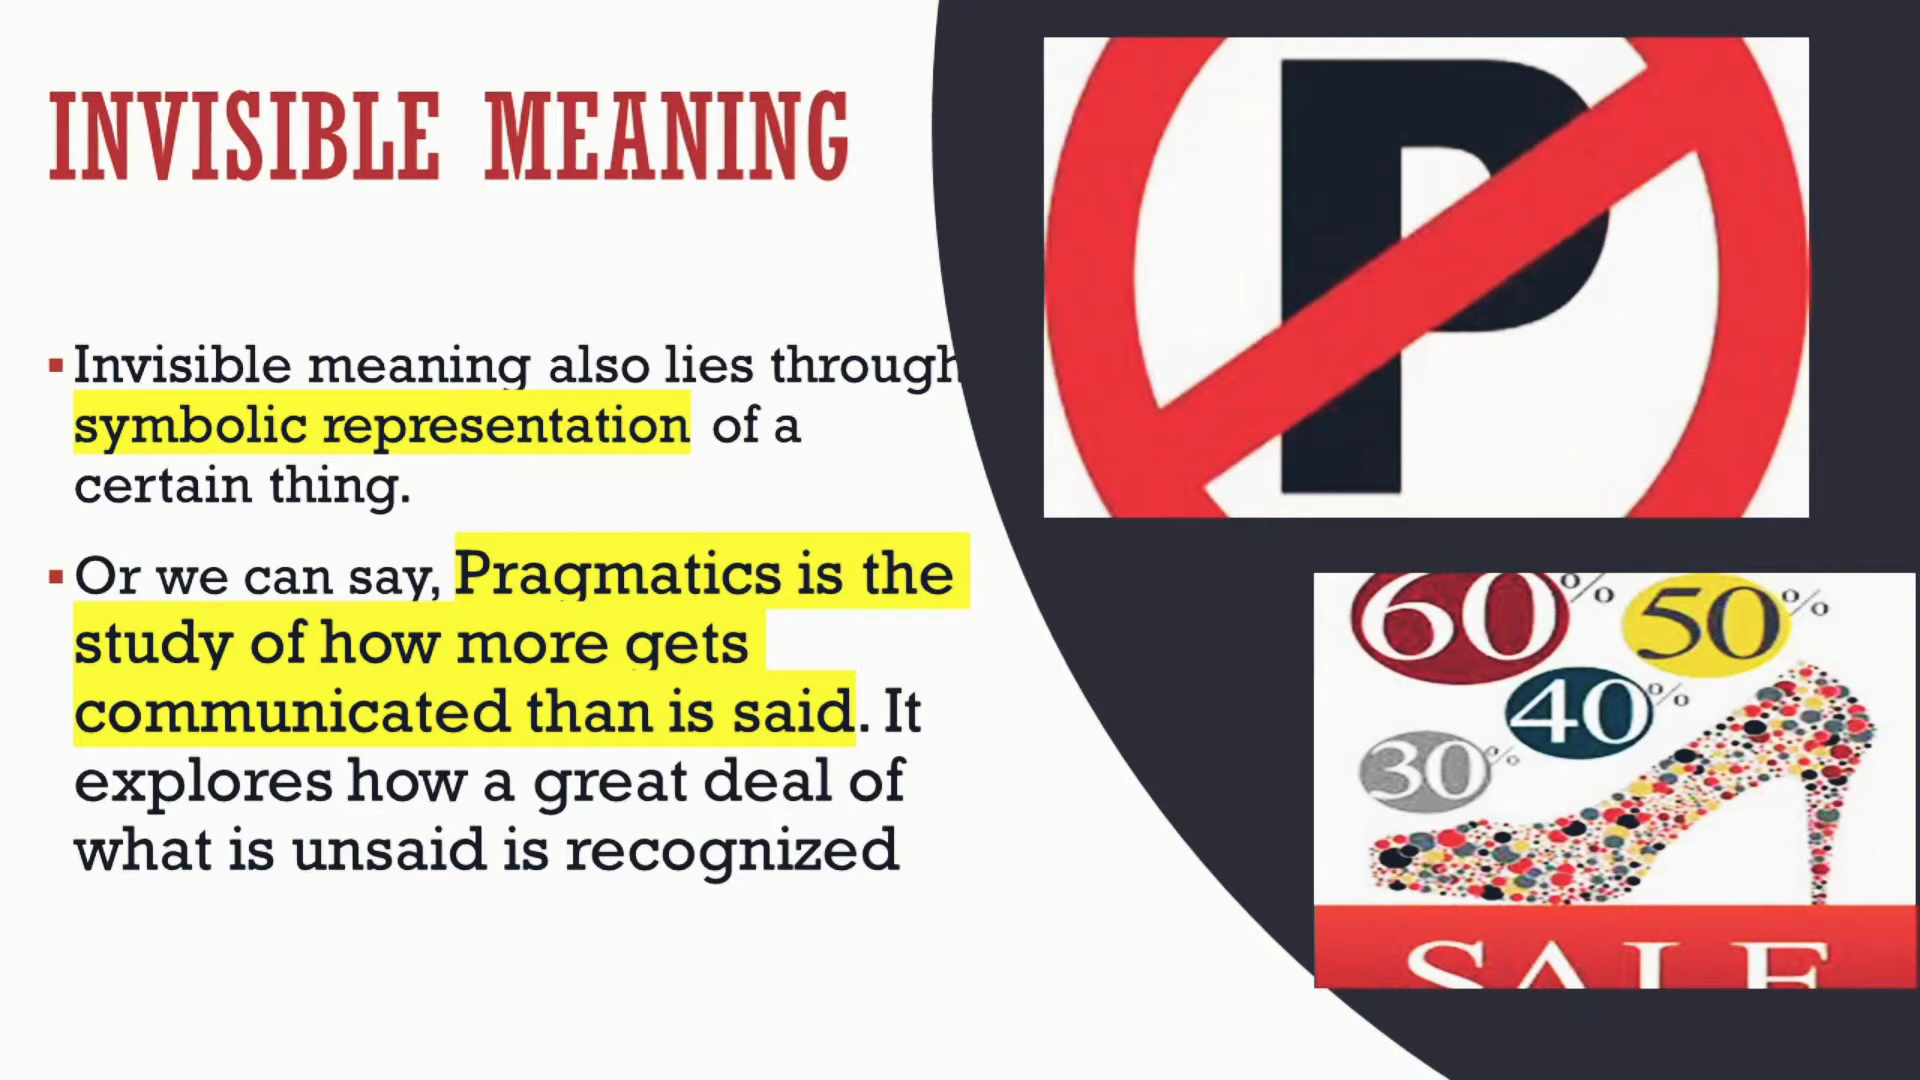 INVISIBLE MEANING
Invisible meaning also lies through
symbolic representation of a
certain thing.
Or we can say, Pragmatics is the
study of how more gets
communicated than is said. It
explores how a great deal of
what is unsaid is recognized
P
60% 50%
40%
30%
SALE